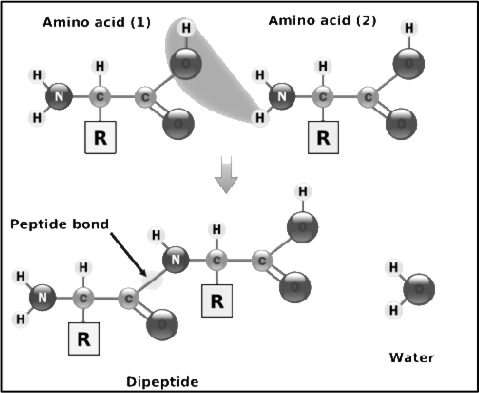 Amino acid (1) Amino acid (2)
H H
O O
H H H H
N C C N C C
H H
O O
R R
Peptide bond
H
O
H H
N C C
H H H
O O
N C C R H
H O
O H
R
Water
Dipeptide